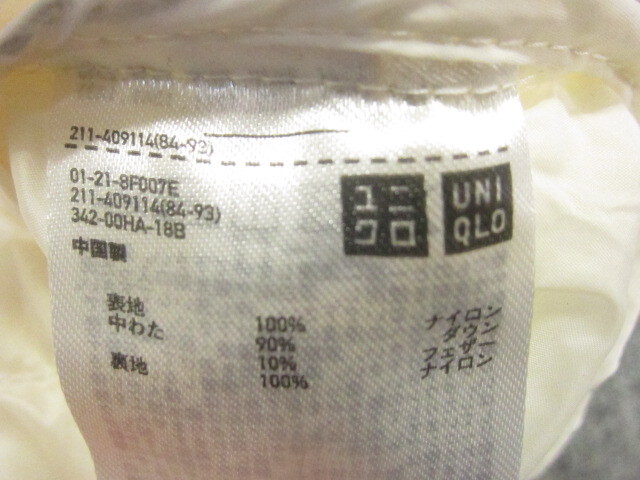 211-409114(84-93)
01-21-8F007E
211-409114(84-93)
342-00HA-18B
中国製
ユニ
クロ
UNI
QLO
表地 100% ナイロン
中わた 90% ダウン
10% フェザー
裏地 100% ナイロン